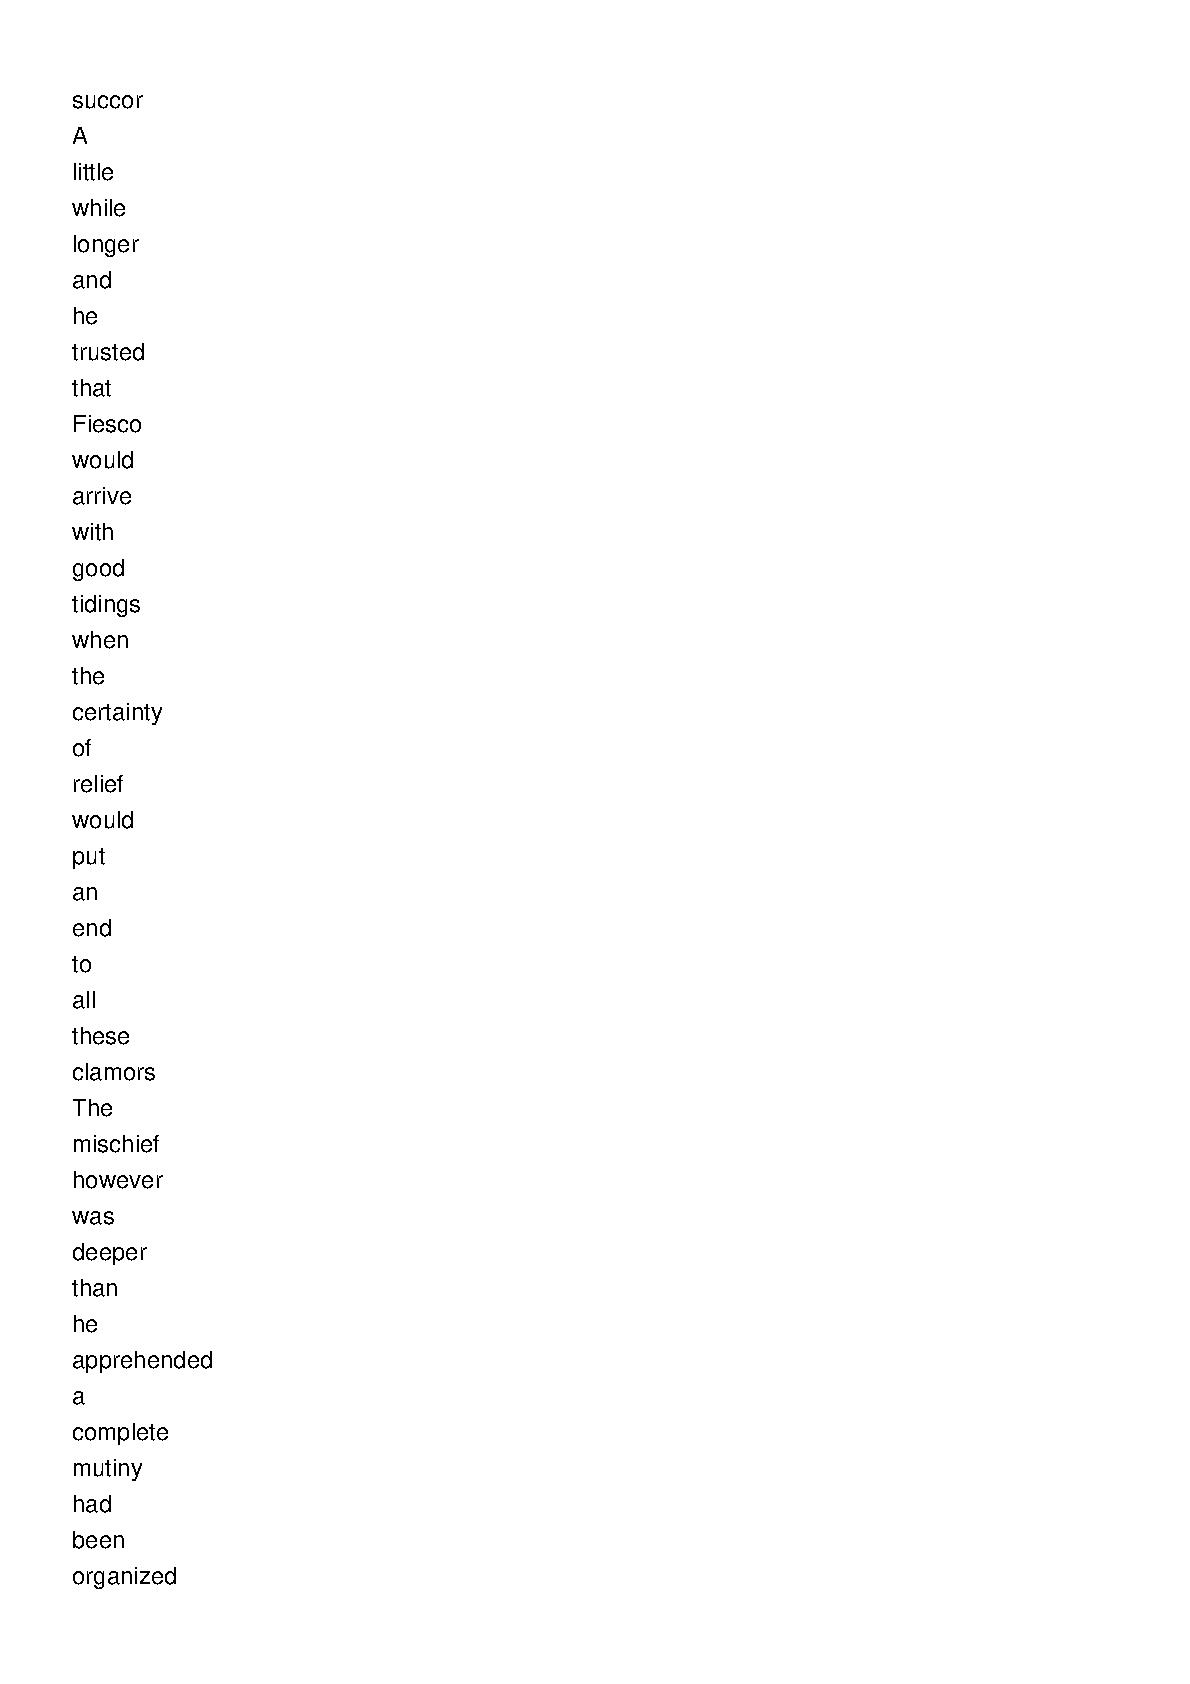 succor
A
little
while
longer
and
he
trusted
that
Fiesco
would
arrive
with
good
tidings
when
the
certainty
of
relief
would
put
an
end
to
all
these
clamors
The
mischief
however
was
deeper
than
he
apprehended
a
complete
mutiny
had
been
organized